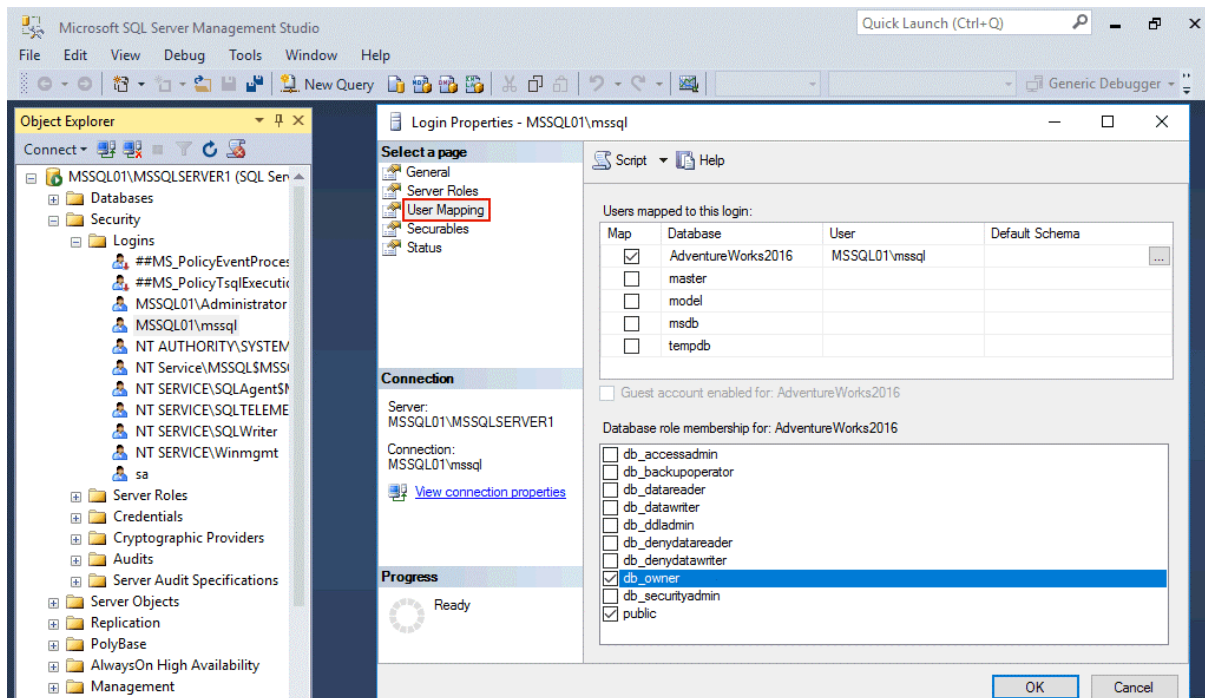 Microsoft SQL Server Management Studio
Quick Launch (Ctrl+Q)
File Edit View Debug Tools Window Help
New Query
Generic Debugger
Object Explorer
Connect
MSSQL01\MSSQLSERVER1 (SQL Ser
Databases
Security
Logins
##MS_PolicyEventProces
##MS_PolicyTsqlExecutio
MSSQL01\Administrator
MSSQL01\mssql
NT AUTHORITY\SYSTEM
NT Service\MSSQL$MSS
NT SERVICE\SQLAgent$M
NT SERVICE\SQLTELEME
NT SERVICE\SQLWriter
NT SERVICE\Winmgmt
sa
Server Roles
Credentials
Cryptographic Providers
Audits
Server Audit Specifications
Server Objects
Replication
PolyBase
AlwaysOn High Availability
Management
Login Properties - MSSQL01\mssql
Select a page
General
Server Roles
User Mapping
Securables
Status
Connection
Server:
MSSQL01\MSSQLSERVER1
Connection:
MSSQL01\mssql
View connection properties
Progress
Ready
Script Help
Users mapped to this login:
Map Database User Default Schema
AdventureWorks2016 MSSQL01\mssql ...
master
model
msdb
tempdb
Guest account enabled for: AdventureWorks2016
Database role membership for: AdventureWorks2016
db_accessadmin
db_backupoperator
db_datareader
db_datawriter
db_ddladmin
db_denydatareader
db_denydatawriter
db_owner
db_securityadmin
public
OK Cancel